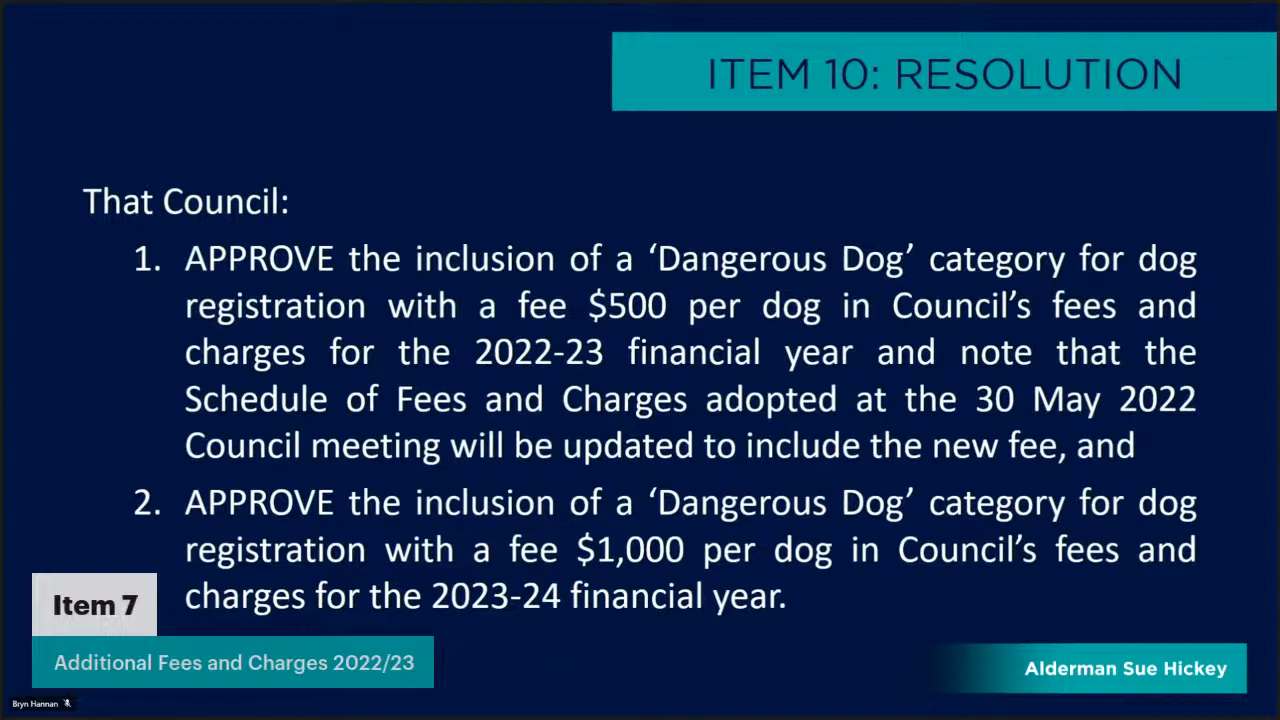 ITEM 10: RESOLUTION
That Council:
1. APPROVE the inclusion of a ‘Dangerous Dog’ category for dog
registration with a fee $500 per dog in Council’s fees and
charges for the 2022-23 financial year and note that the
Schedule of Fees and Charges adopted at the 30 May 2022
Council meeting will be updated to include the new fee, and
2. APPROVE the inclusion of a ‘Dangerous Dog’ category for dog
registration with a fee $1,000 per dog in Council’s fees and
charges for the 2023-24 financial year.
Item 7
Additional Fees and Charges 2022/23
Alderman Sue Hickey
Bryn Hannan